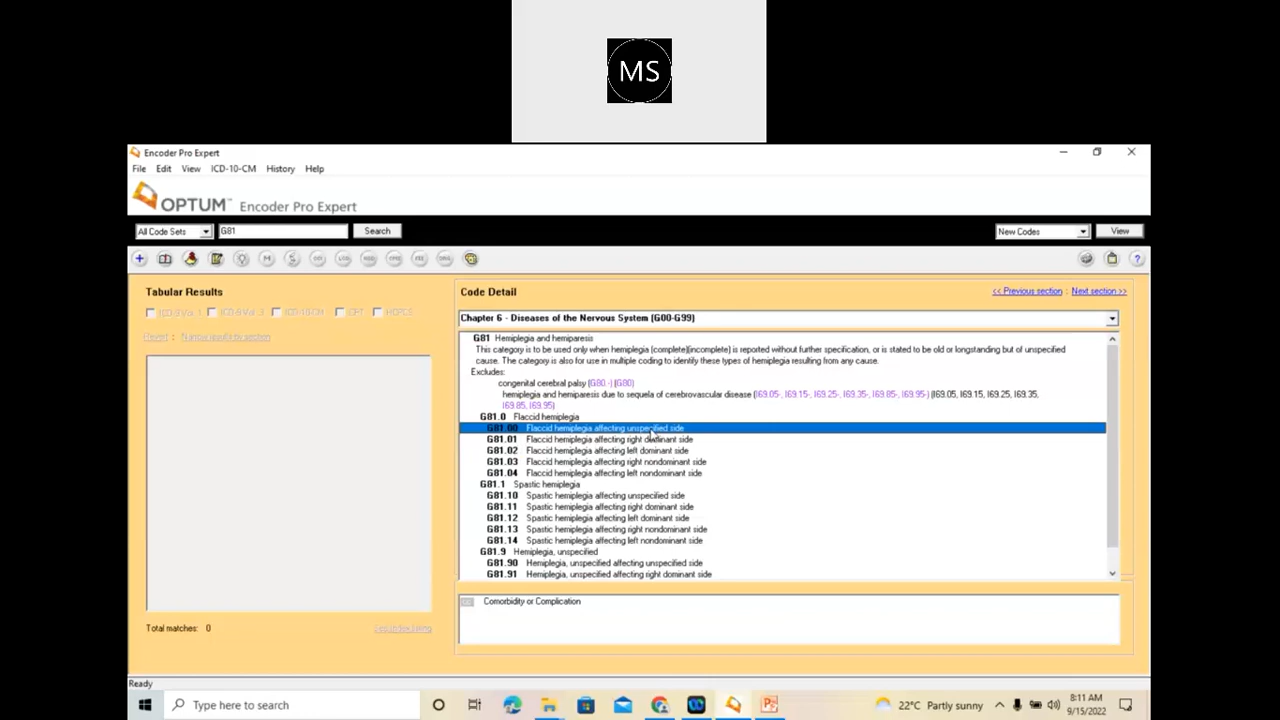 MS
Encoder Pro Expert
File Edit View ICD-10-CM History Help
OPTUM™ Encoder Pro Expert
All Code Sets G81 Search New Codes View
Tabular Results
Code Detail
<< Previous section : Next section >>
Chapter 6 - Diseases of the Nervous System (G00-G99)
G81 Hemiplegia and hemiparesis
This category is to be used only when hemiplegia (complete)(incomplete) is reported without further specification, or is stated to be old or longstanding but of unspecified
cause. The category is also for use in multiple coding to identify these types of hemiplegia resulting from any cause.
Excludes:
congenital cerebral palsy (G80.-) (G80)
hemiplegia and hemiparesis due to sequela of cerebrovascular disease (I69.05-, I69.15-, I69.25-, I69.35-, I69.85-, I69.95-) (I69.05, I69.15, I69.25, I69.35,
I69.85, I69.95)
G81.0 Flaccid hemiplegia
G81.00 Flaccid hemiplegia affecting unspecified side
G81.01 Flaccid hemiplegia affecting right dominant side
G81.02 Flaccid hemiplegia affecting left dominant side
G81.03 Flaccid hemiplegia affecting right nondominant side
G81.04 Flaccid hemiplegia affecting left nondominant side
G81.1 Spastic hemiplegia
G81.10 Spastic hemiplegia affecting unspecified side
G81.11 Spastic hemiplegia affecting right dominant side
G81.12 Spastic hemiplegia affecting left dominant side
G81.13 Spastic hemiplegia affecting right nondominant side
G81.14 Spastic hemiplegia affecting left nondominant side
G81.9 Hemiplegia, unspecified
G81.90 Hemiplegia, unspecified affecting unspecified side
G81.91 Hemiplegia, unspecified affecting right dominant side
Comorbidity or Complication
Total matches: 0
Ready
Type here to search
22°C Partly sunny
8:11 AM
9/15/2022